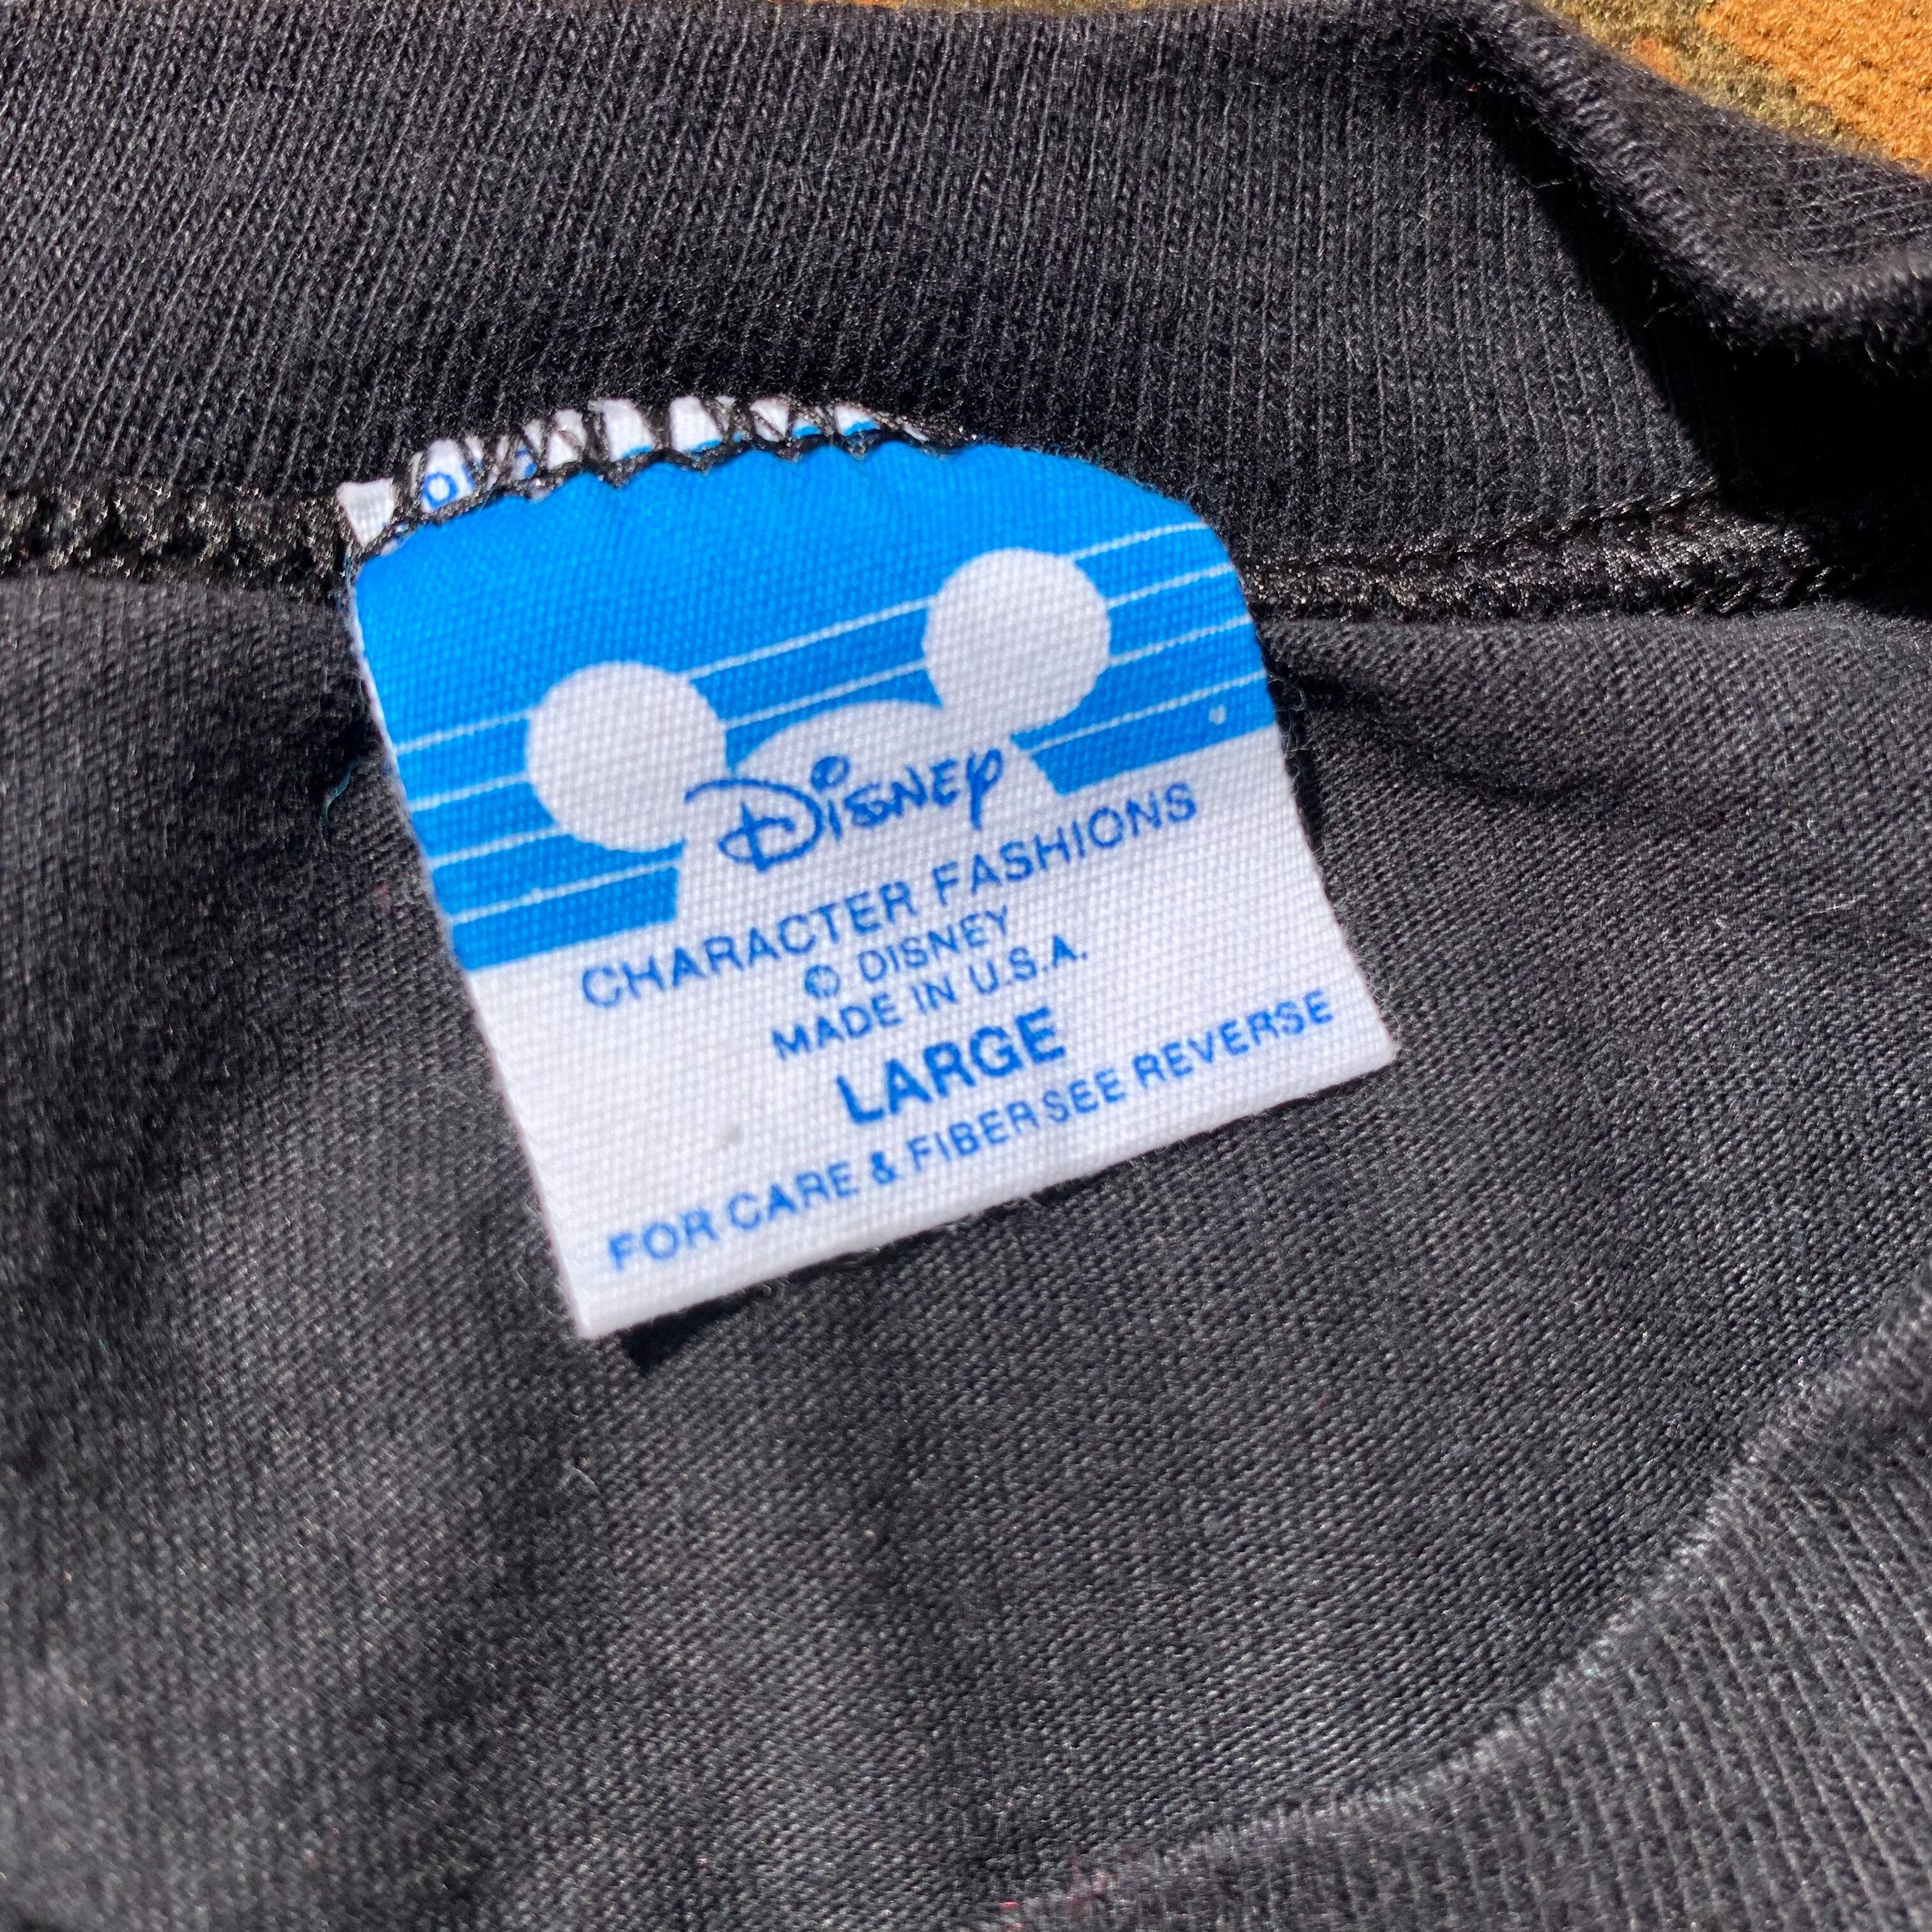 Disney
CHARACTER FASHIONS
© DISNEY
MADE IN U.S.A.
LARGE
FOR CARE & FIBER SEE REVERSE